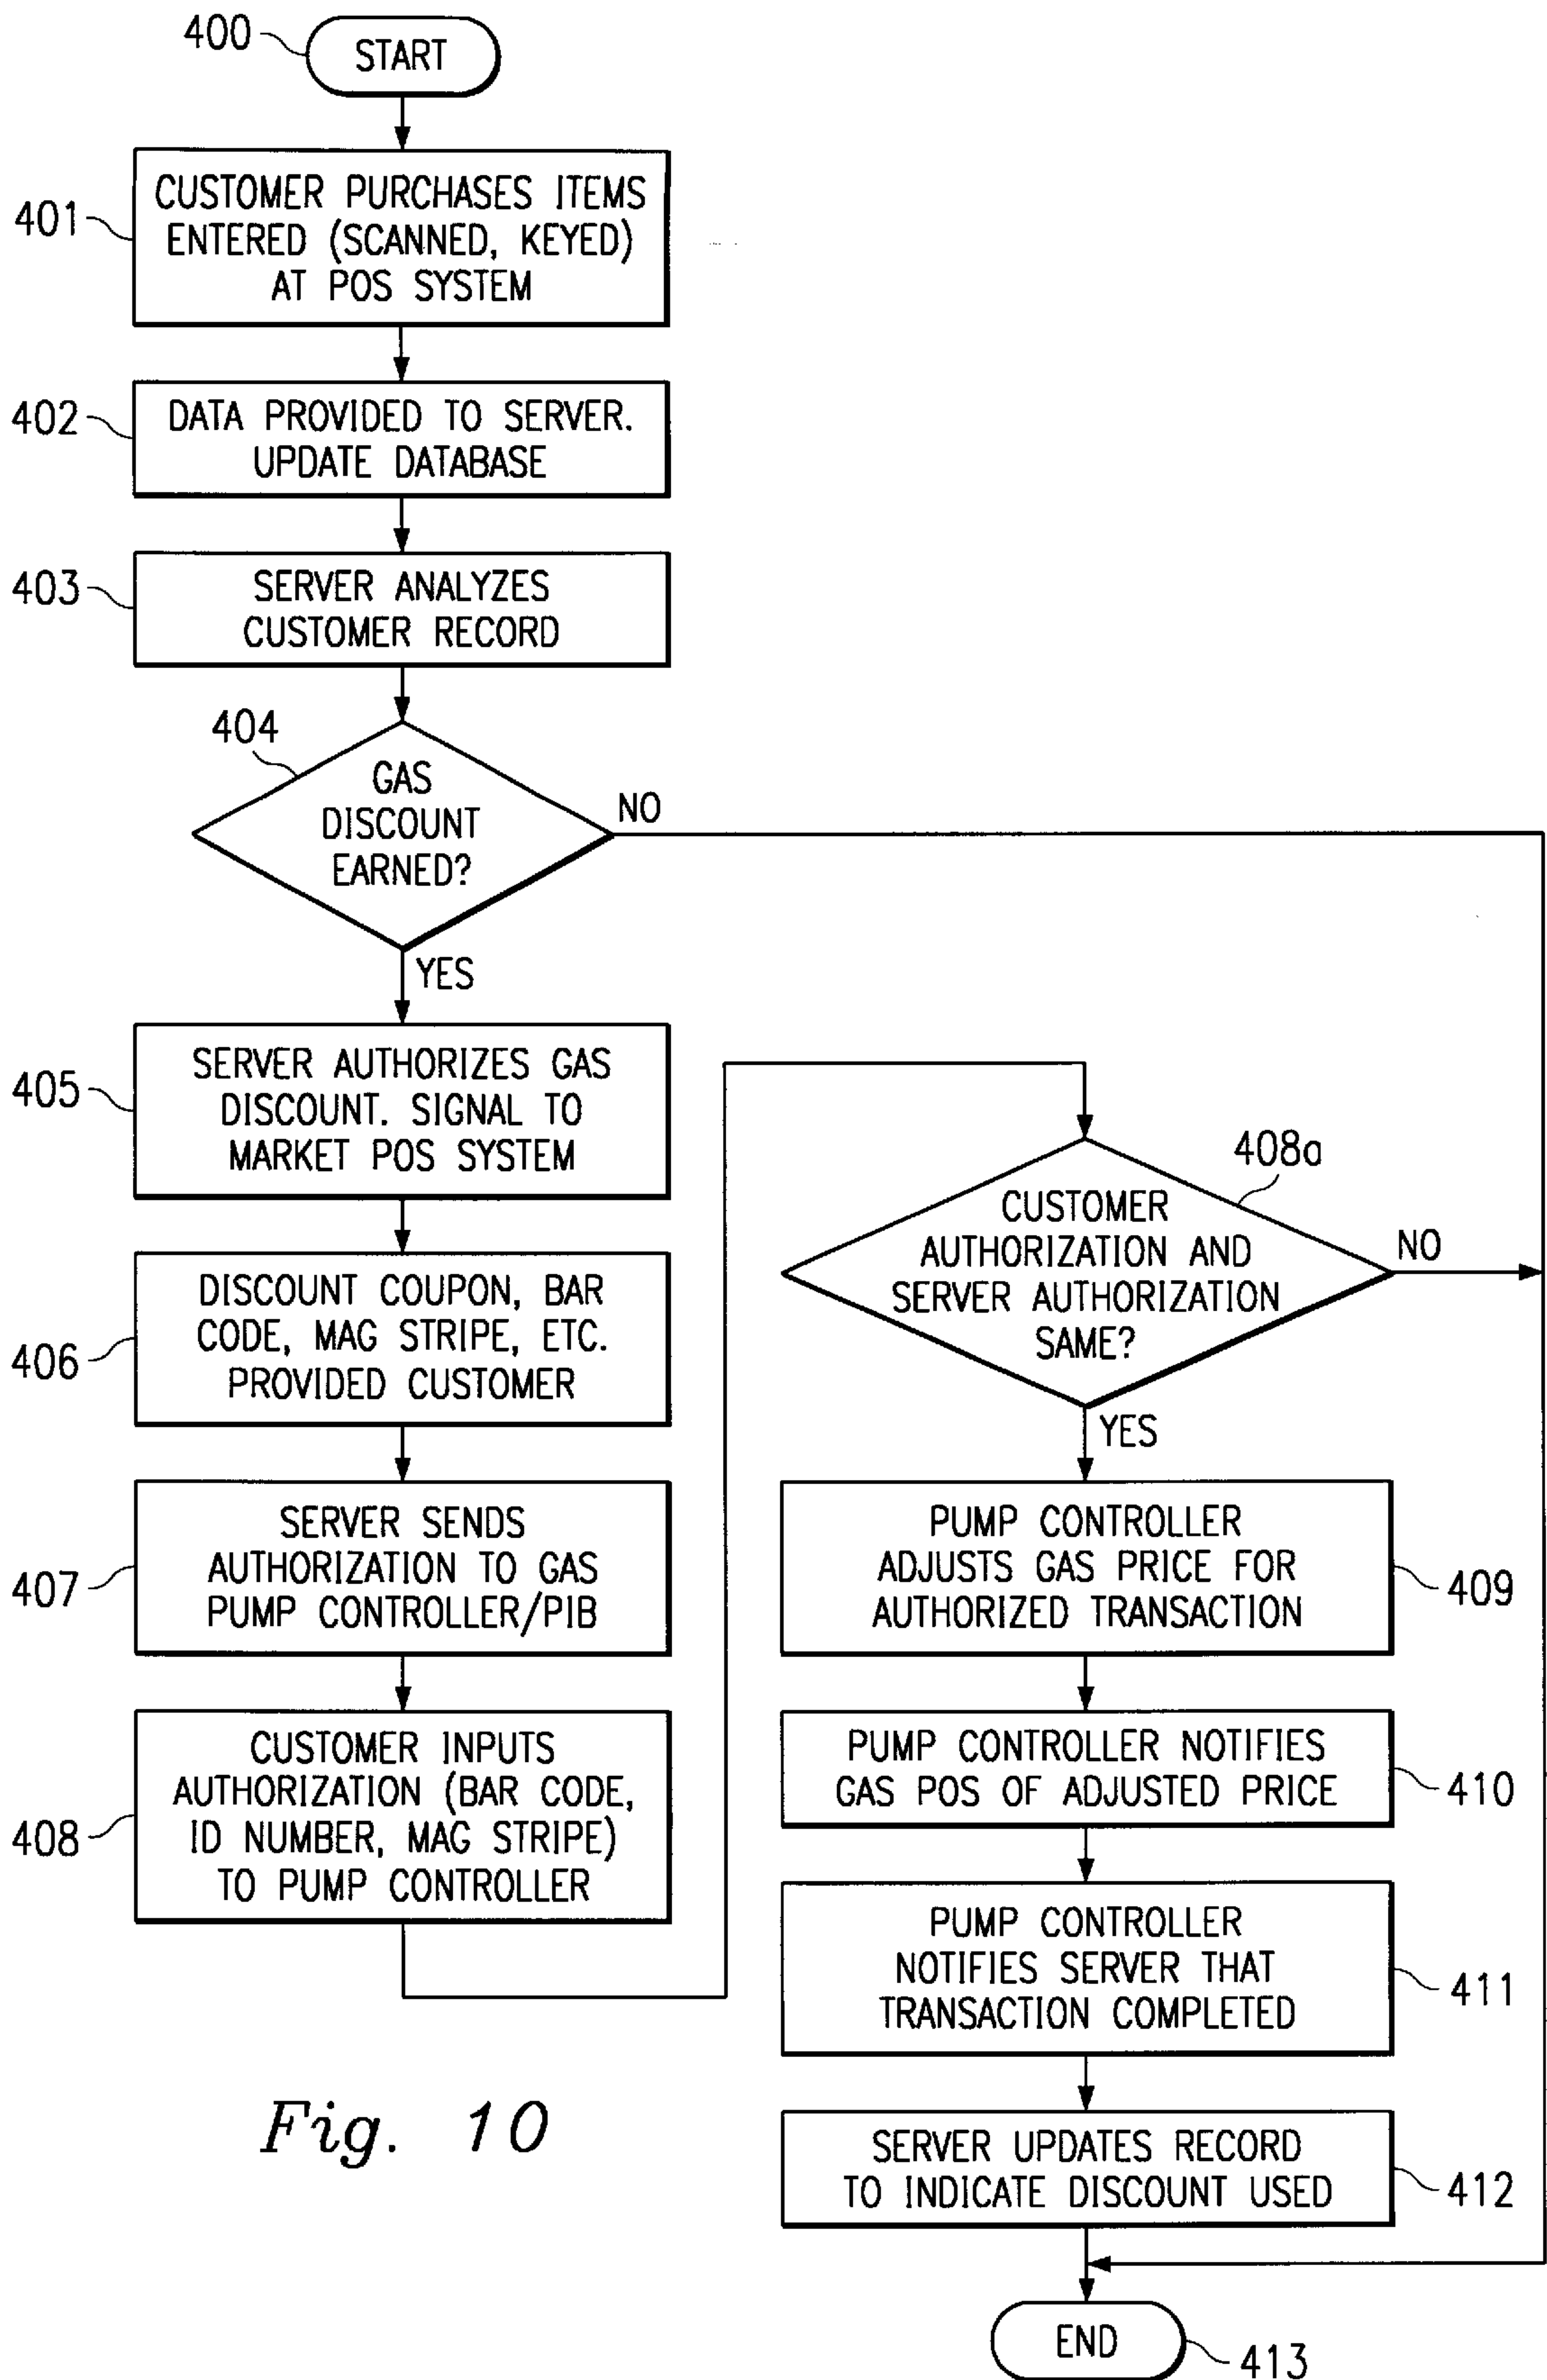 400
START
401
CUSTOMER PURCHASES ITEMS
ENTERED (SCANNED, KEYED)
AT POS SYSTEM
402
DATA PROVIDED TO SERVER.
UPDATE DATABASE
403
SERVER ANALYZES
CUSTOMER RECORD
404
GAS
DISCOUNT
EARNED?
NO
YES
405
SERVER AUTHORIZES GAS
DISCOUNT. SIGNAL TO
MARKET POS SYSTEM
406
DISCOUNT COUPON, BAR
CODE, MAG STRIPE, ETC.
PROVIDED CUSTOMER
407
SERVER SENDS
AUTHORIZATION TO GAS
PUMP CONTROLLER/PIB
408
CUSTOMER INPUTS
AUTHORIZATION (BAR CODE,
ID NUMBER, MAG STRIPE)
TO PUMP CONTROLLER
408a
CUSTOMER
AUTHORIZATION AND
SERVER AUTHORIZATION
SAME?
NO
YES
PUMP CONTROLLER
ADJUSTS GAS PRICE FOR
AUTHORIZED TRANSACTION
409
PUMP CONTROLLER NOTIFIES
GAS POS OF ADJUSTED PRICE
410
PUMP CONTROLLER
NOTIFIES SERVER THAT
TRANSACTION COMPLETED
411
SERVER UPDATES RECORD
TO INDICATE DISCOUNT USED
412
END
413
Fig. 10